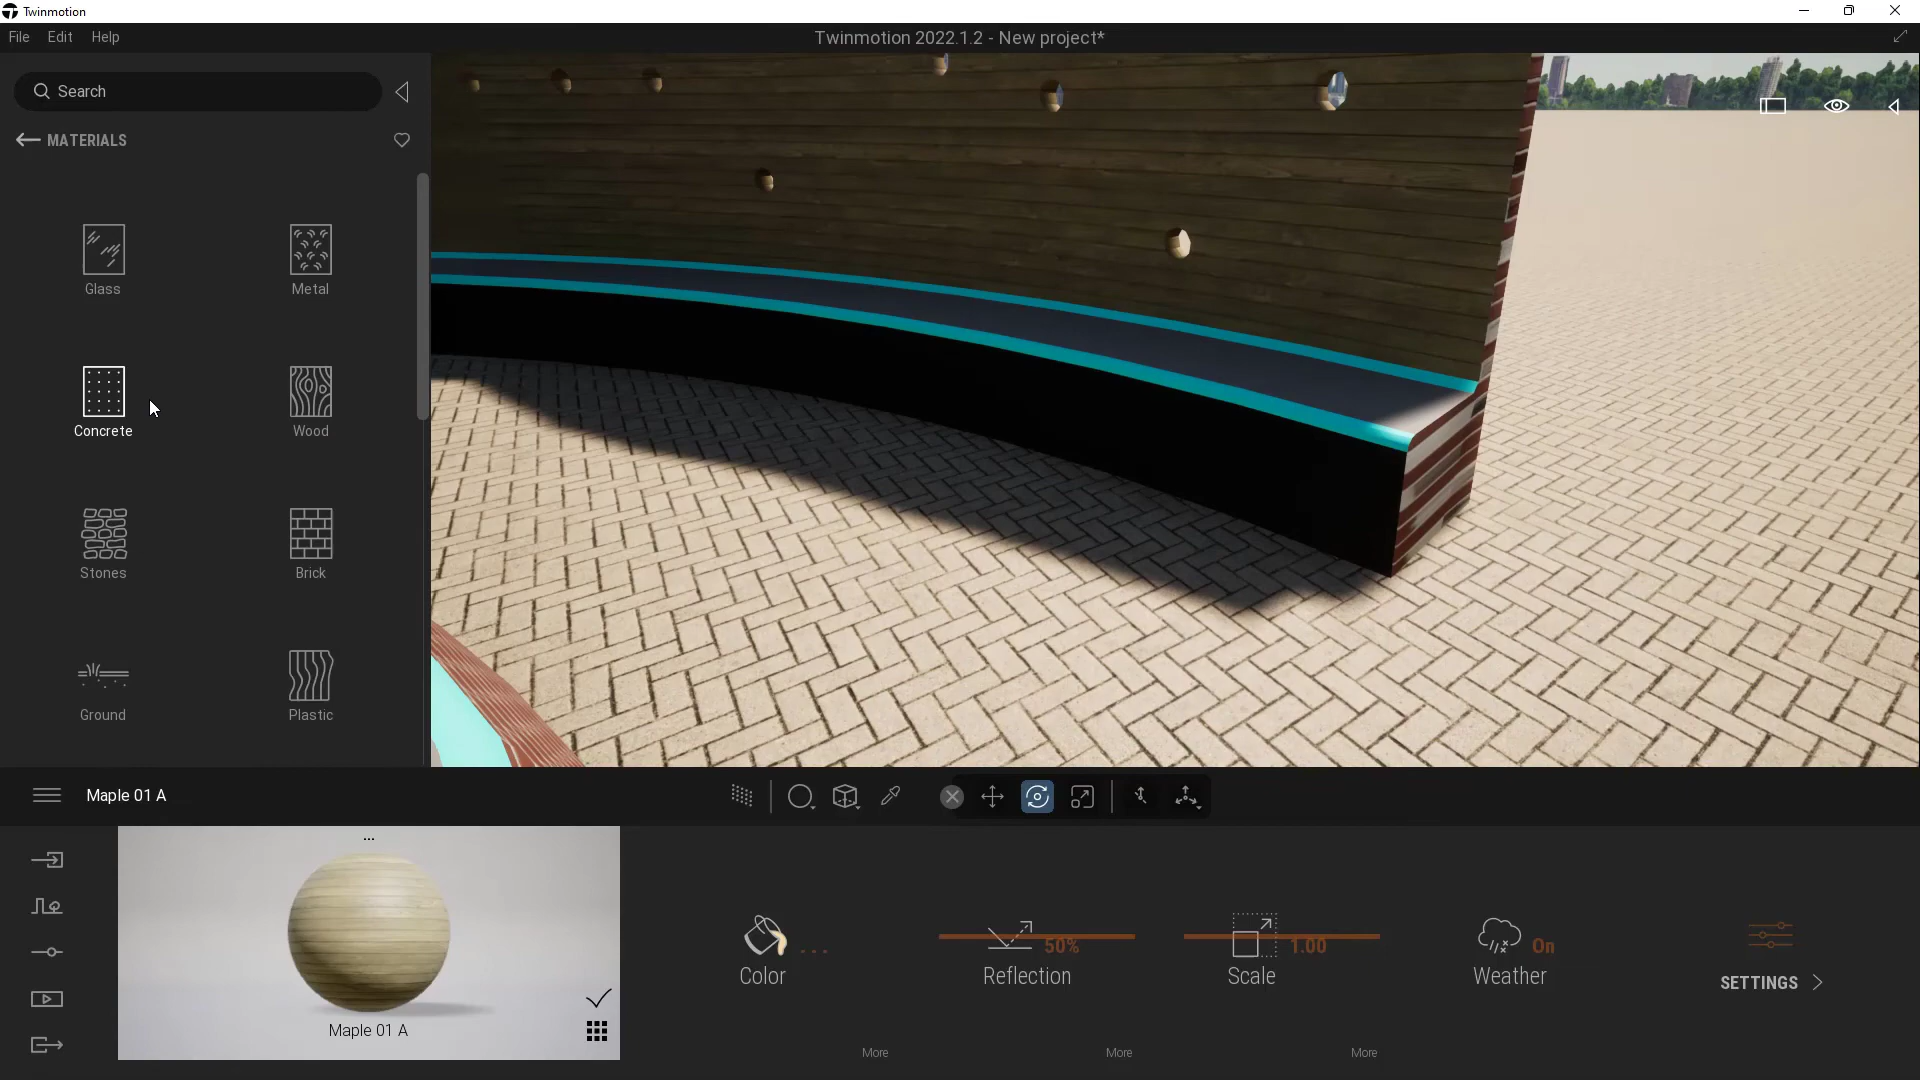 Twinmotion
File Edit Help
Twinmotion 2022.1.2 - New project*
Search
MATERIALS
Glass
Metal
Concrete
Wood
Stones
Brick
Ground
Plastic
Maple 01 A
...
Maple 01 A
Color
. . .
Reflection
50%
Scale
1.00
Weather
On
SETTINGS
More
More
More